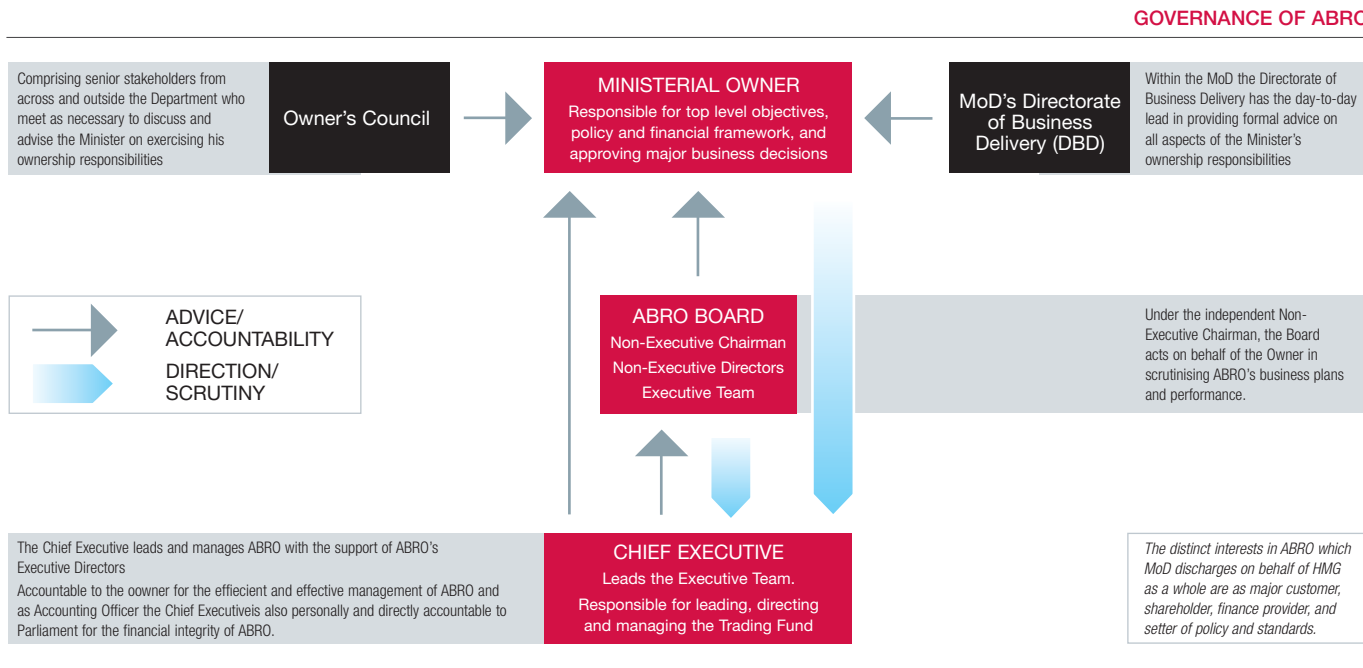 GOVERNANCE OF ABRO
Comprising senior stakeholders from
across and outside the Department who
meet as necessary to discuss and
advise the Minister on exercising his
ownership responsibilities
Owner's Council
MINISTERIAL OWNER
Responsible for top level objectives,
policy and financial framework, and
approving major business decisions
MoD's Directorate
of Business
Delivery (DBD)
Within the MoD the Directorate of
Business Delivery has the day-to-day
lead in providing formal advice on
all aspects of the Minister's
ownership responsibilities
ADVICE/
ACCOUNTABILITY
DIRECTION/
SCRUTINY
ABRO BOARD
Non-Executive Chairman
Non-Executive Directors
Executive Team
Under the independent Non-
Executive Chairman, the Board
acts on behalf of the Owner in
scrutinising ABRO's business plans
and performance.
The Chief Executive leads and manages ABRO with the support of ABRO's
Executive Directors
Accountable to the oowner for the effiecient and effective management of ABRO and
as Accounting Officer the Chief Executiveis also personally and directly accountable to
Parliament for the financial integrity of ABRO.
CHIEF EXECUTIVE
Leads the Executive Team.
Responsible for leading, directing
and managing the Trading Fund
The distinct interests in ABRO which
MoD discharges on behalf of HMG
as a whole are as major customer,
shareholder, finance provider, and
setter of policy and standards.